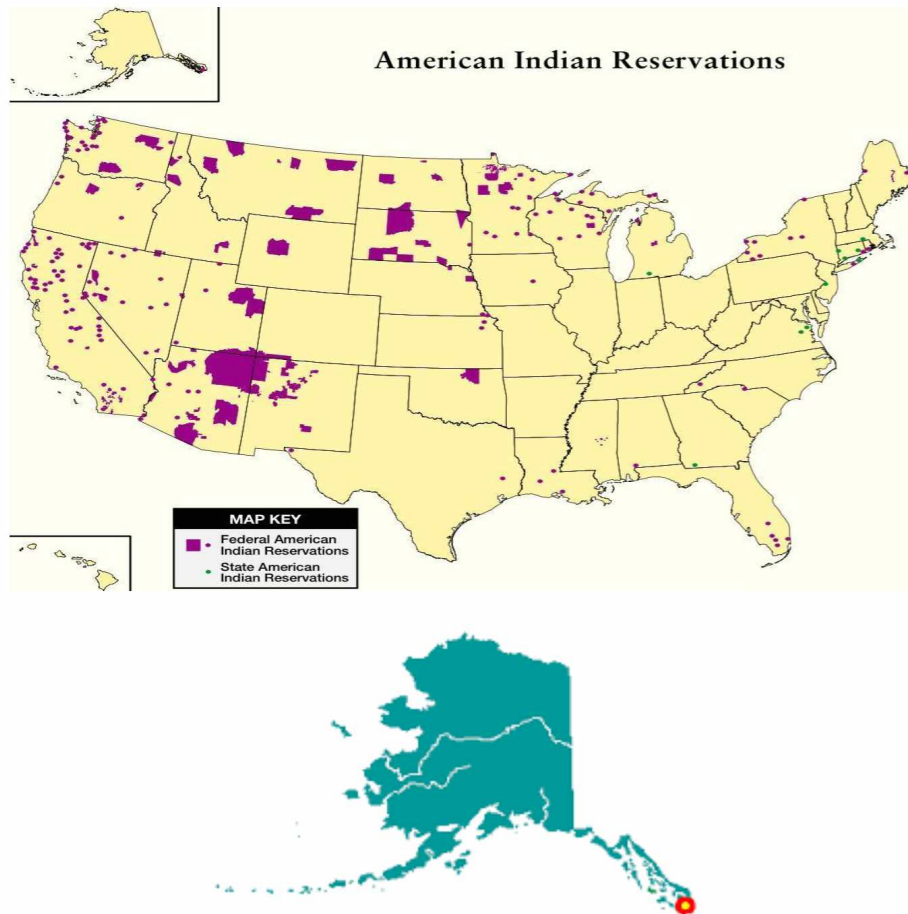 American Indian Reservations
MAP KEY
Federal American
Indian Reservations
State American
Indian Reservations